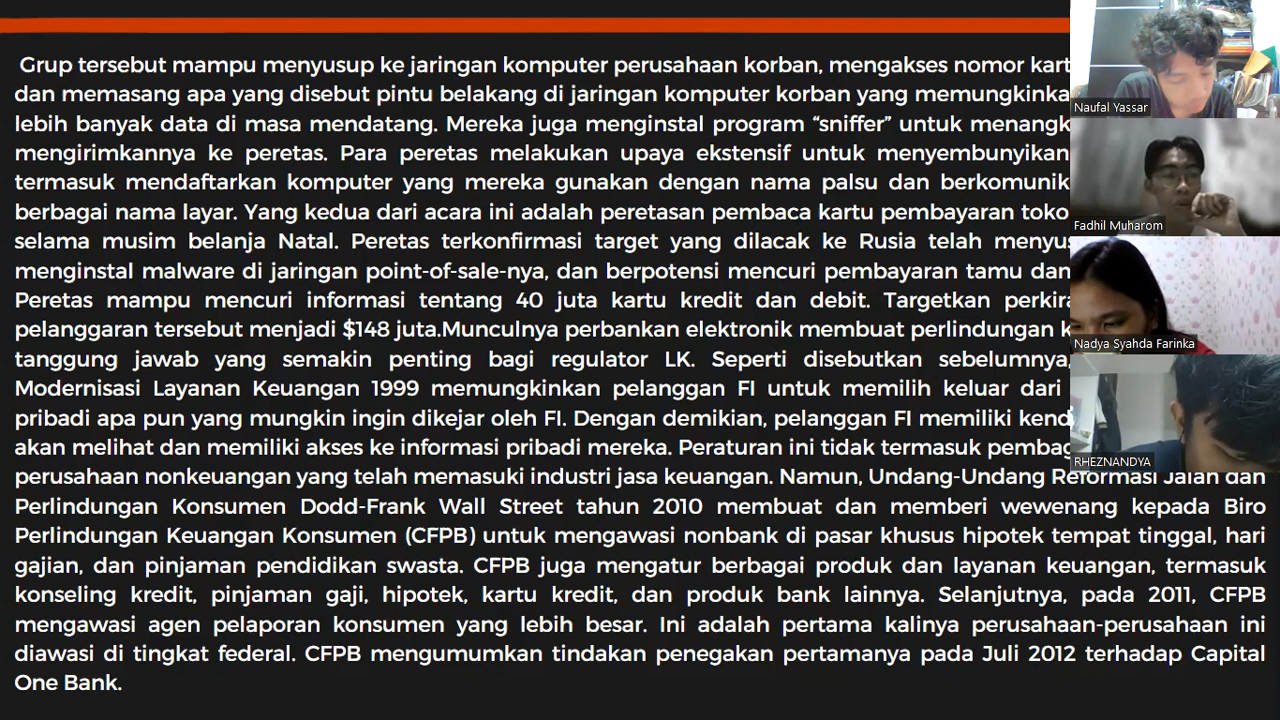 Grup tersebut mampu menyusup ke jaringan komputer perusahaan korban, mengakses nomor
dan memasang apa yang disebut pintu belakang di jaringan komputer korban yang
lebih banyak data di masa mendatang. Mereka juga menginstal program “sniffer” untuk
mengirimkannya ke peretas. Para peretas melakukan upaya ekstensif untuk menyembunyikan
termasuk mendaftarkan komputer yang mereka gunakan dengan nama palsu dan
berbagai nama layar. Yang kedua dari acara ini adalah peretasan pembaca kartu pembayaran toko
selama musim belanja Natal. Peretas terkonfirmasi target yang dilacak ke Rusia telah
menginstal malware di jaringan point-of-sale-nya, dan berpotensi mencuri pembayaran tamu dan
Peretas mampu mencuri informasi tentang 40 juta kartu kredit dan debit. Targetkan
pelanggaran tersebut menjadi $148 juta.Munculnya perbankan elektronik membuat perlindungan
tanggung jawab yang semakin penting bagi regulator LK. Seperti disebutkan sebelumnya,
Modernisasi Layanan Keuangan 1999 memungkinkan pelanggan FI untuk memilih keluar dari
pribadi apa pun yang mungkin ingin dikejar oleh FI. Dengan demikian, pelanggan FI memiliki
akan melihat dan memiliki akses ke informasi pribadi mereka. Peraturan ini tidak termasuk
perusahaan nonkeuangan yang telah memasuki industri jasa keuangan. Namun, Undang-Undang Reformasi Jalan dan
Perlindungan Konsumen Dodd-Frank Wall Street tahun 2010 membuat dan memberi wewenang kepada Biro
Perlindungan Keuangan Konsumen (CFPB) untuk mengawasi nonbank di pasar khusus hipotek tempat tinggal, hari
gajian, dan pinjaman pendidikan swasta. CFPB juga mengatur berbagai produk dan layanan keuangan, termasuk
konseling kredit, pinjaman gaji, hipotek, kartu kredit, dan produk bank lainnya. Selanjutnya, pada 2011, CFPB
mengawasi agen pelaporan konsumen yang lebih besar. Ini adalah pertama kalinya perusahaan-perusahaan ini
diawasi di tingkat federal. CFPB mengumumkan tindakan penegakan pertamanya pada Juli 2012 terhadap Capital
One Bank.
Naufal Yassar
Fadhil Muharom
Nadya Syahda Farinka
RHEZNANDYA